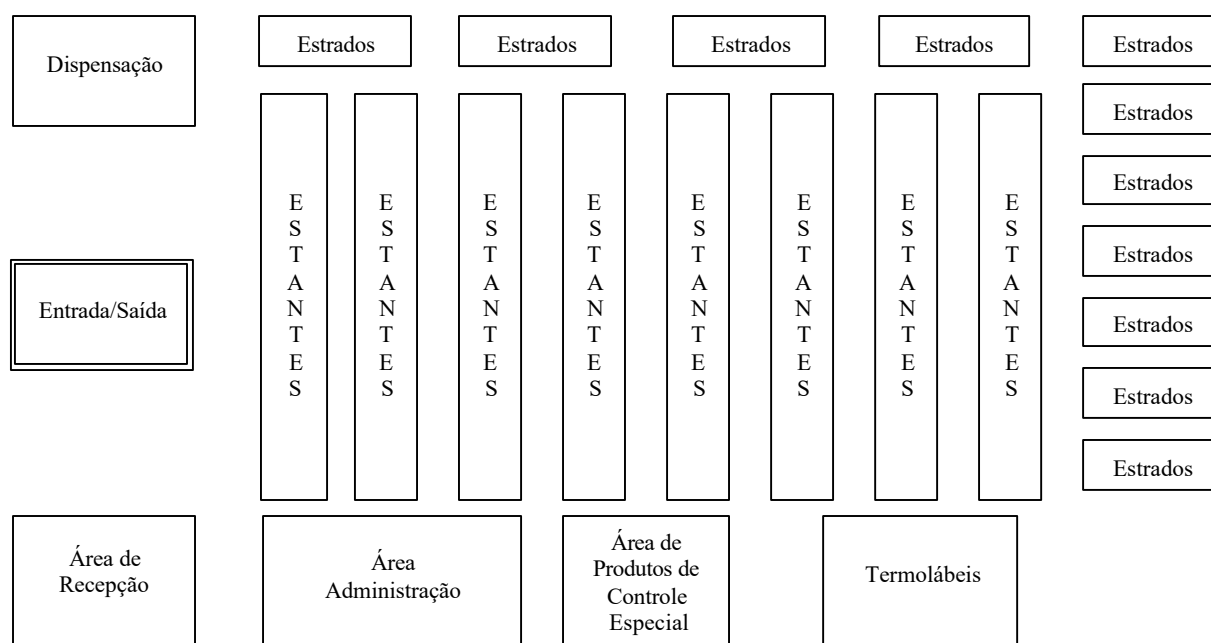 Dispensação
Estrados
Estrados
Estrados
Estrados
Estrados
Estrados
Estrados
Estrados
Estrados
Estrados
Estrados
Entrada/Saída
ESTANTES
ESTANTES
ESTANTES
ESTANTES
ESTANTES
ESTANTES
ESTANTES
ESTANTES
Área de
Recepção
Área
Administração
Área de
Produtos de
Controle
Especial
Termolábeis